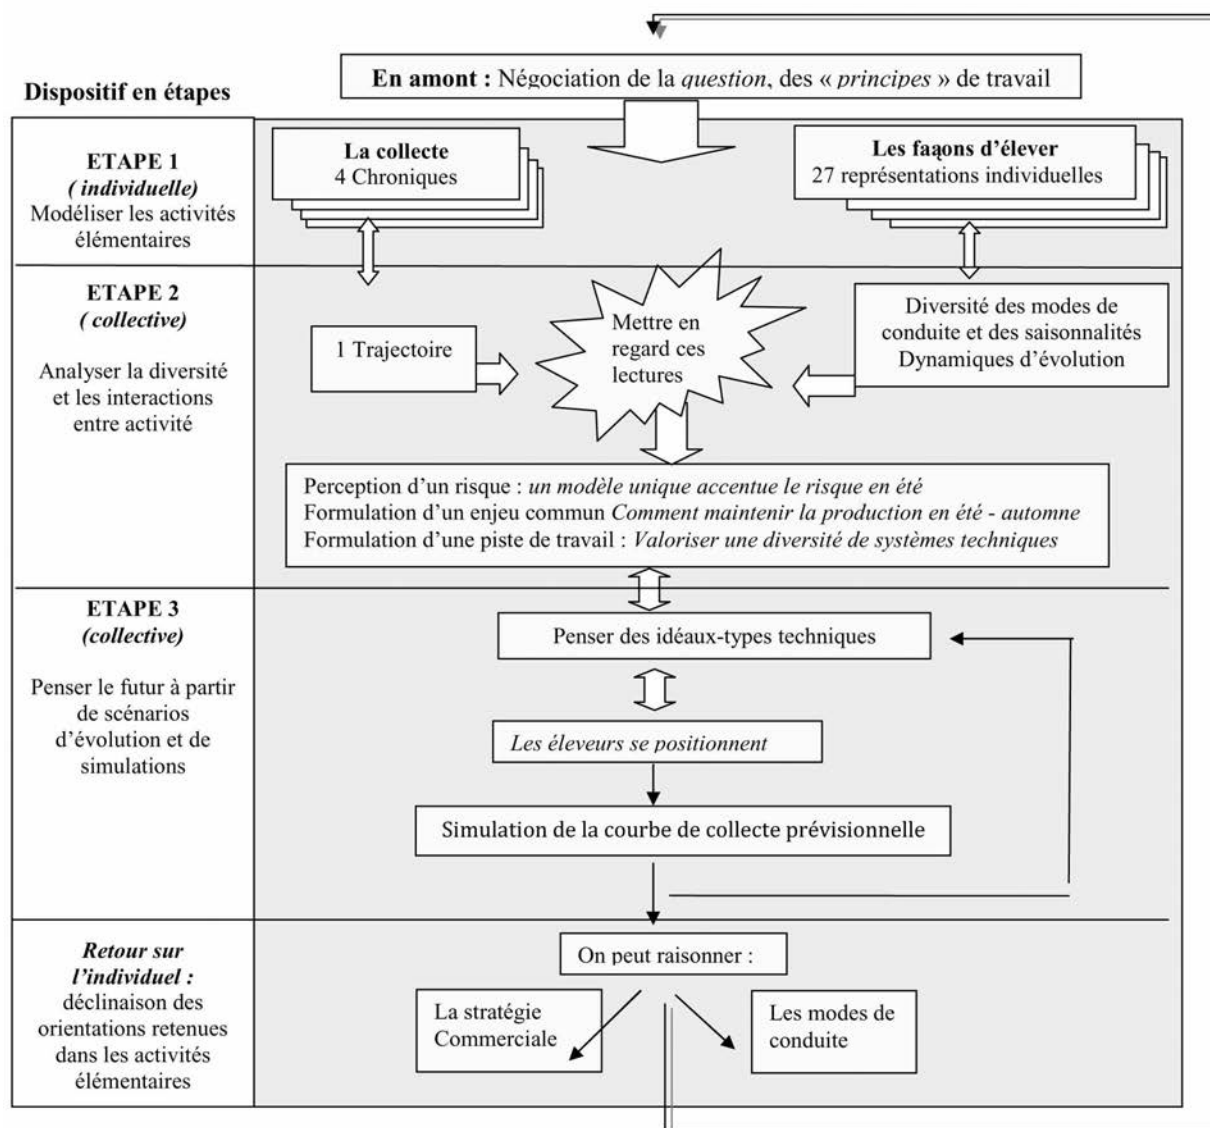 En amont : Négociation de la question, des « principes » de travail
Dispositif en étapes
ETAPE 1
( individuelle)
Modéliser les activités
élémentaires
La collecte
4 Chroniques
Les faąons d'élever
27 représentations individuelles
ETAPE 2
( collective)
Analyser la diversité
et les interactions
entre activité
1 Trajectoire
Mettre en
regard ces
lectures
Diversité des modes de
conduite et des saisonnalités
Dynamiques d'évolution
Perception d'un risque : un modèle unique accentue le risque en été
Formulation d'un enjeu commun Comment maintenir la production en été - automne
Formulation d'une piste de travail : Valoriser une diversité de systèmes techniques
ETAPE 3
(collective)
Penser le futur à partir
de scénarios
d'évolution et de
simulations
Penser des idéaux-types techniques
Les éleveurs se positionnent
Simulation de la courbe de collecte prévisionnelle
Retour sur
l'individuel :
déclinaison des
orientations retenues
dans les activités
élémentaires
On peut raisonner :
La stratégie
Commerciale
Les modes de
conduite